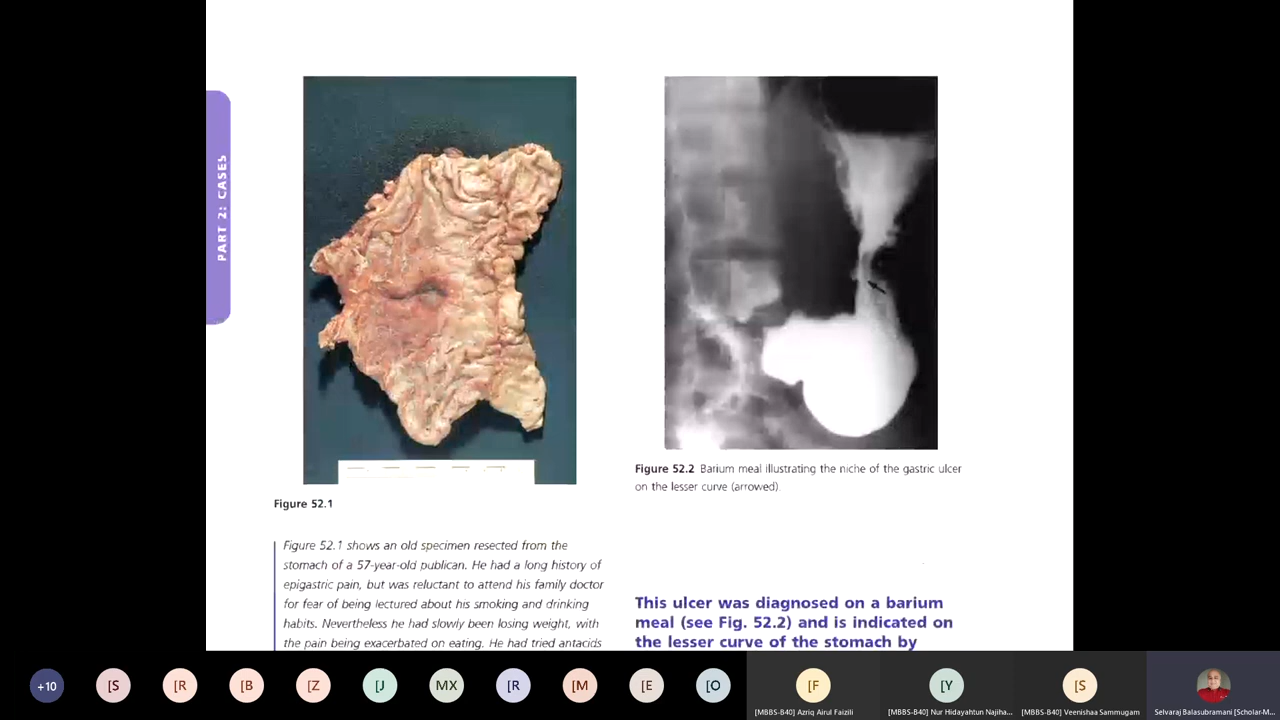 PART 2: CASES
Figure 52.2 Barium meal illustrating the niche of the gastric ulcer
on the lesser curve (arrowed).
Figure 52.1
Figure 52.1 shows an old specimen resected from the
stomach of a 57-year-old publican. He had a long history of
epigastric pain, but was reluctant to attend his family doctor
for fear of being lectured about his smoking and drinking
habits. Nevertheless he had slowly been losing weight, with
the pain being exacerbated on eating. He had tried antacids
This ulcer was diagnosed on a barium
meal (see Fig. 52.2) and is indicated on
the lesser curve of the stomach by
+10
[S
[R
[B
[Z
[J
MX
[R
[M
[E
[O
[F
[Y
[S
[MBBS-B40] Azriq Airul Faizili
[MBBS-B40] Nur Hidayahtun Najiha...
[MBBS-B40] Veenishaa Sammugam
Selvaraj Balasubramani [Scholar-M...